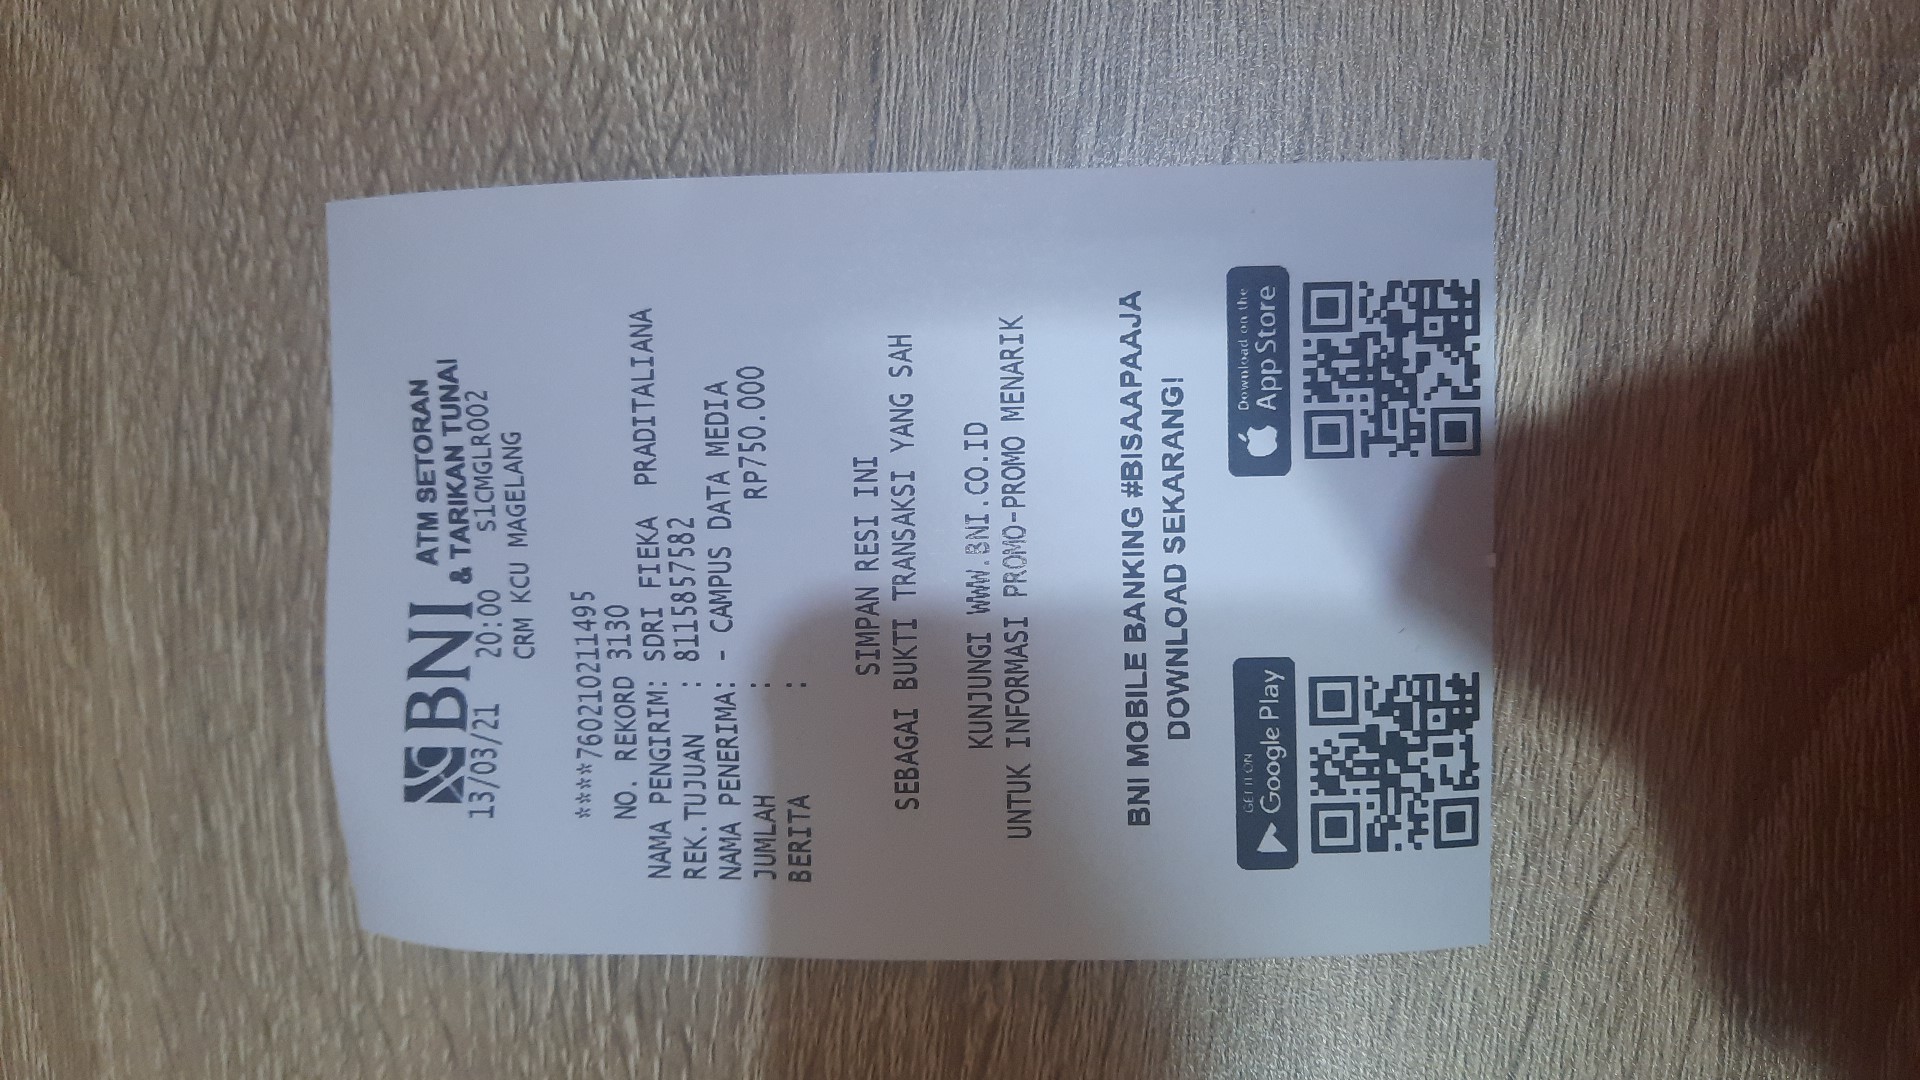 BNI ATM SETORAN
& TARIKAN TUNAI
13/03/21 20:00 S1CMGLR002
CRM KCU MAGELANG
****760210211495
NO. REKORD 3130
NAMA PENGIRIM: SDRI FIEKA PRADITALIANA
REK.TUJUAN : 8115857582
NAMA PENERIMA: - CAMPUS DATA MEDIA
JUMLAH : RP750.000
BERITA :
SIMPAN RESI INI
SEBAGAI BUKTI TRANSAKSI YANG SAH
KUNJUNGI WWW.BNI.CO.ID
UNTUK INFORMASI PROMO-PROMO MENARIK
BNI MOBILE BANKING #BISAAPAAJA
DOWNLOAD SEKARANG!
GET IT ON
Google Play
Download on the
App Store